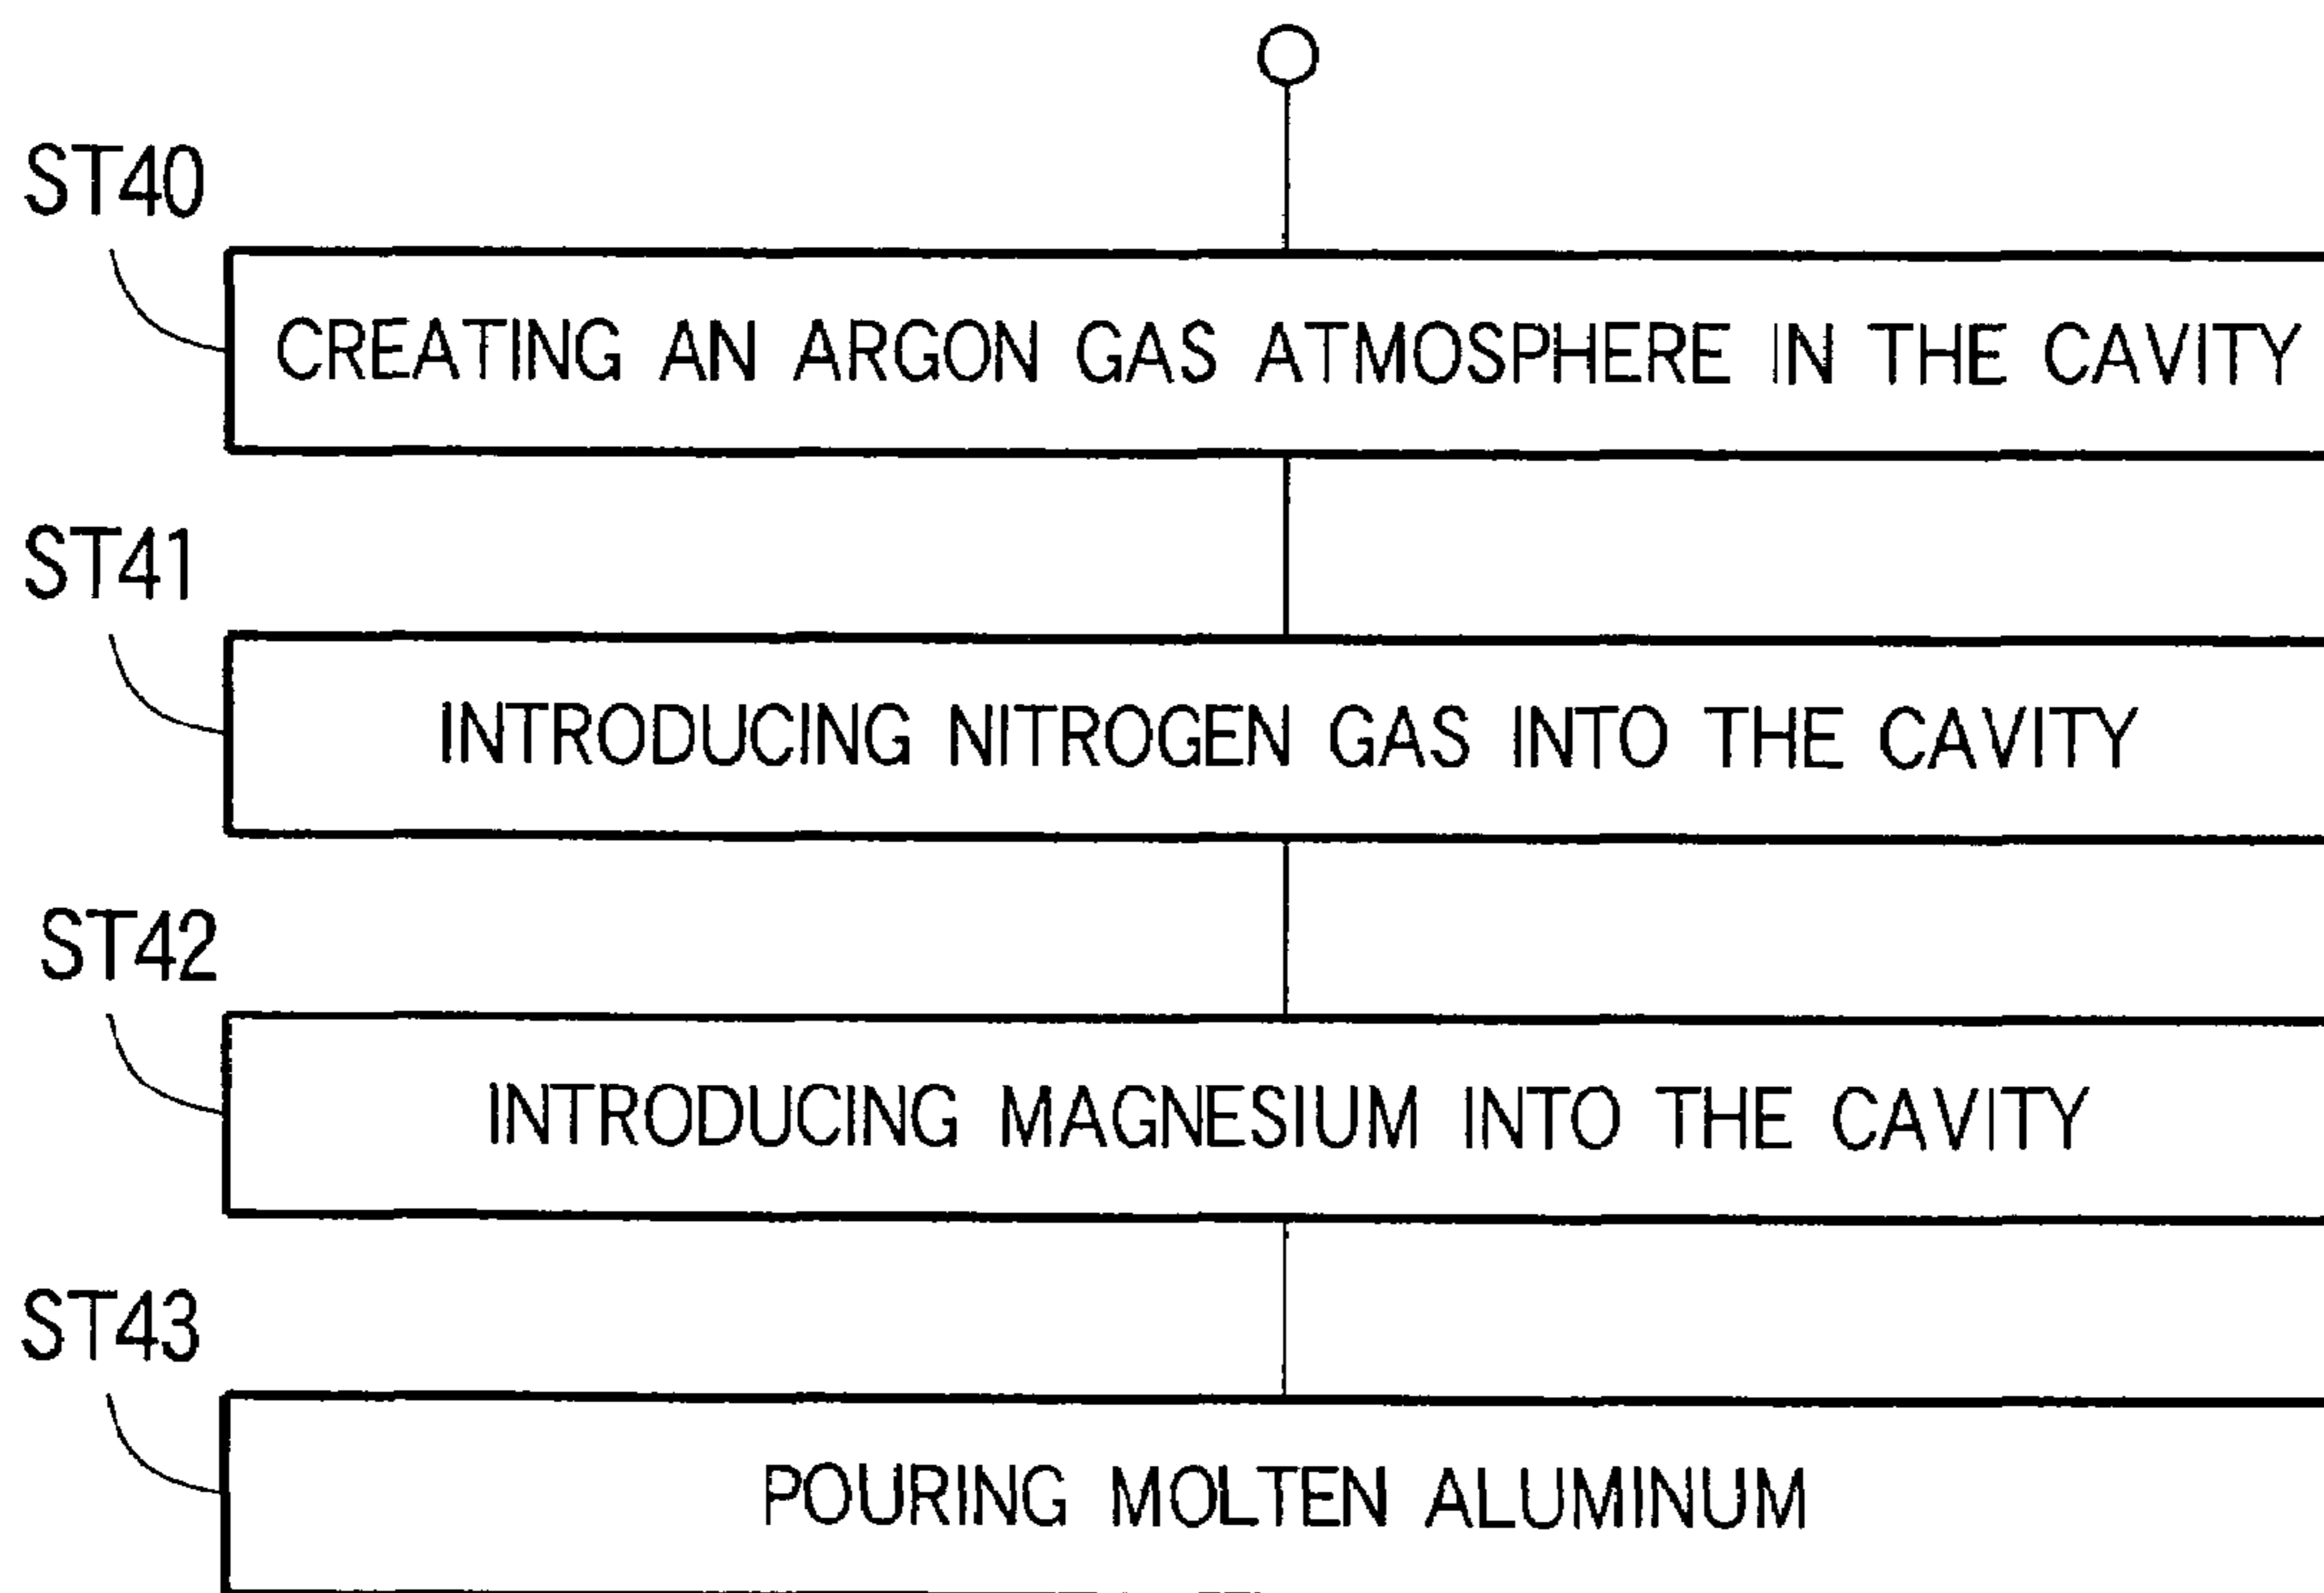 ST40
CREATING AN ARGON GAS ATMOSPHERE IN THE CAVITY
ST41
INTRODUCING NITROGEN GAS INTO THE CAVITY
ST42
INTRODUCING MAGNESIUM INTO THE CAVITY
ST43
POURING MOLTEN ALUMINUM